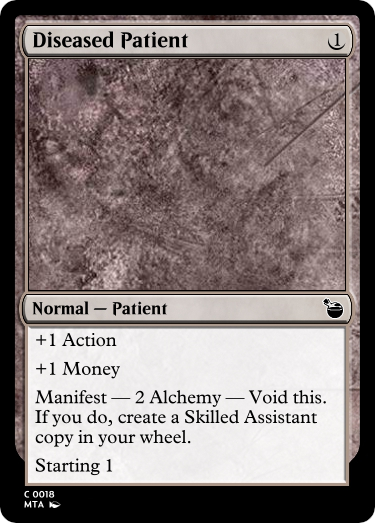 Diseased Patient 1
Normal — Patient
+1 Action
+1 Money
Manifest — 2 Alchemy — Void this.
If you do, create a Skilled Assistant
copy in your wheel.
Starting 1
C 0018
MTA